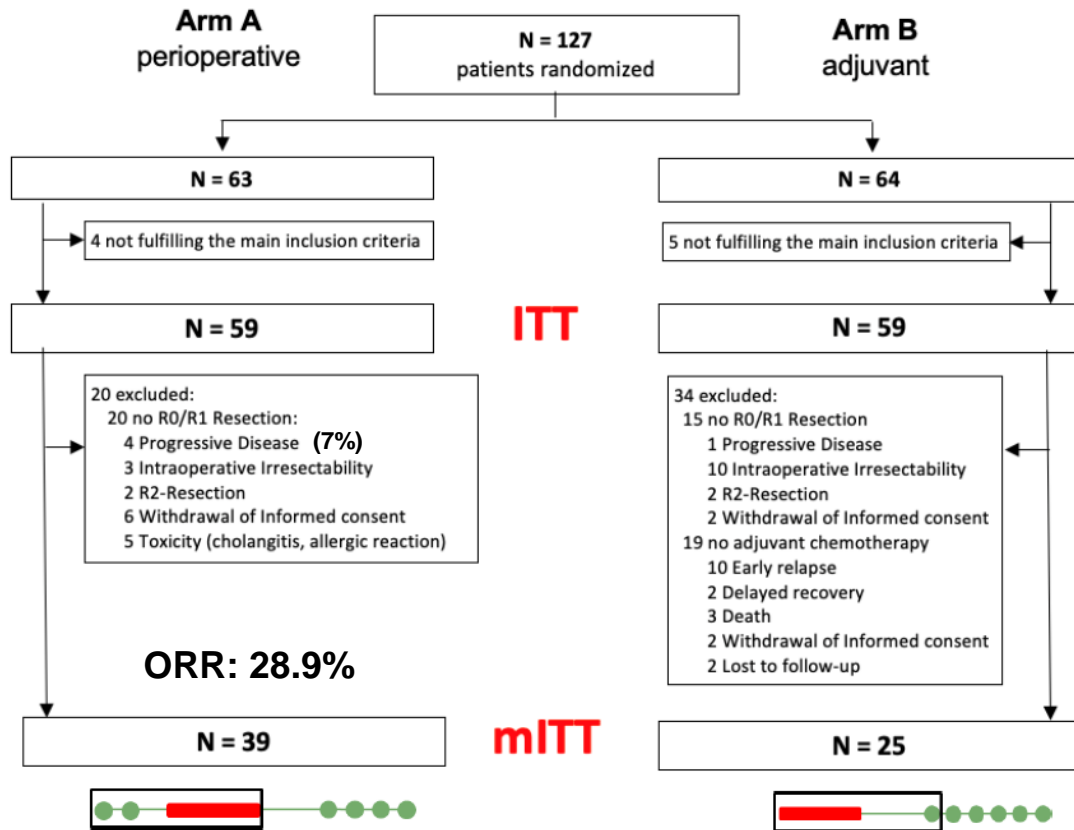 Arm A
perioperative
N = 127
patients randomized
Arm B
adjuvant
N = 63
N = 64
4 not fulfilling the main inclusion criteria
5 not fulfilling the main inclusion criteria
N = 59
ITT
N = 59
20 excluded:
20 no R0/R1 Resection:
4 Progressive Disease (7%)
3 Intraoperative Irresectability
2 R2-Resection
6 Withdrawal of Informed consent
5 Toxicity (cholangitis, allergic reaction)
34 excluded:
15 no R0/R1 Resection
1 Progressive Disease
10 Intraoperative Irresectability
2 R2-Resection
2 Withdrawal of Informed consent
19 no adjuvant chemotherapy
10 Early relapse
2 Delayed recovery
3 Death
2 Withdrawal of Informed consent
2 Lost to follow-up
ORR: 28.9%
N = 39
mITT
N = 25